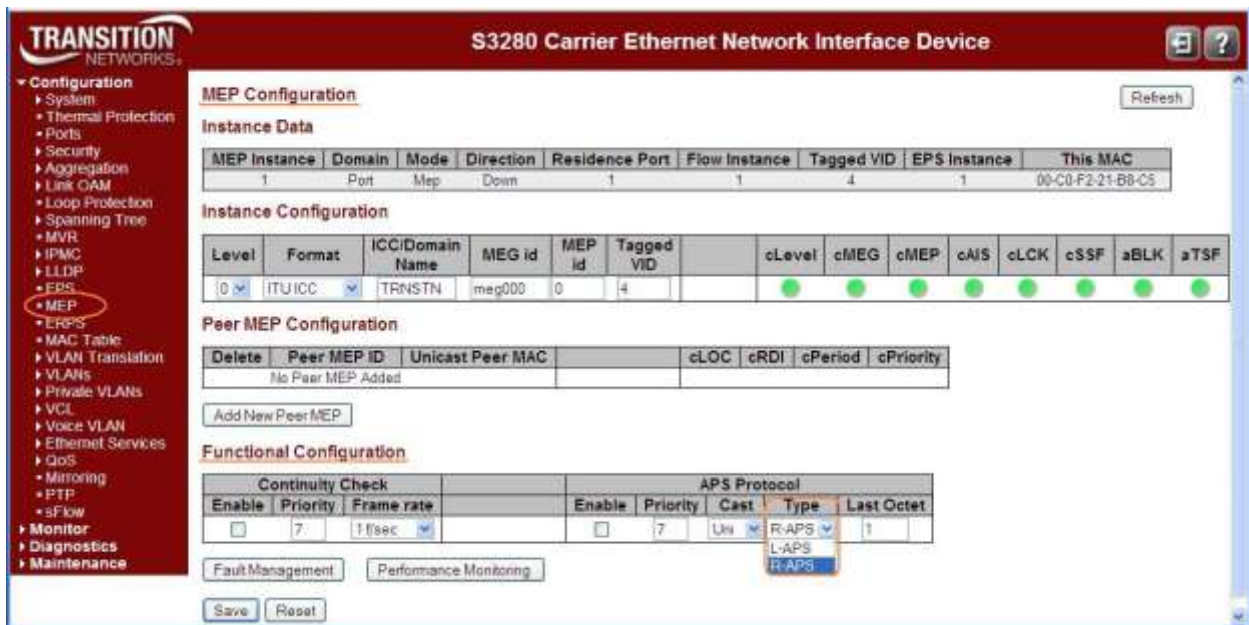 TRANSITION
NETWORKS
S3280 Carrier Ethernet Network Interface Device
?
Configuration
System
Thermal Protection
Ports
Security
Aggregation
Link OAM
Loop Protection
Spanning Tree
MVR
IPMC
LLDP
EPS
MEP
ERPS
MAC Table
VLAN Translation
VLANs
Private VLANs
VCL
Voice VLAN
Ethernet Services
QoS
Mirroring
PTP
sFlow
Monitor
Diagnostics
Maintenance
MEP Configuration
Refresh
Instance Data
MEP Instance Domain Mode Direction Residence Port Flow Instance Tagged VID EPS Instance This MAC
1 Port Mep Down 1 1 4 1 00-C0-F2-21-B8-C5
Instance Configuration
Level Format ICC/Domain Name MEG id MEP id Tagged VID cLevel cMEG cMEP cAIS cLCK cSSF aBLK aTSF
0 ITU ICC TRNSTN meg000 0 4
Peer MEP Configuration
Delete Peer MEP ID Unicast Peer MAC cLOC cRDI cPeriod cPriority
No Peer MEP Added
Add New Peer MEP
Functional Configuration
Continuity Check APS Protocol
Enable Priority Frame rate Enable Priority Cast Type Last Octet
7 1 f/sec 7 Uni R-APS 1
L-APS
R-APS
Fault Management Performance Monitoring
Save Reset